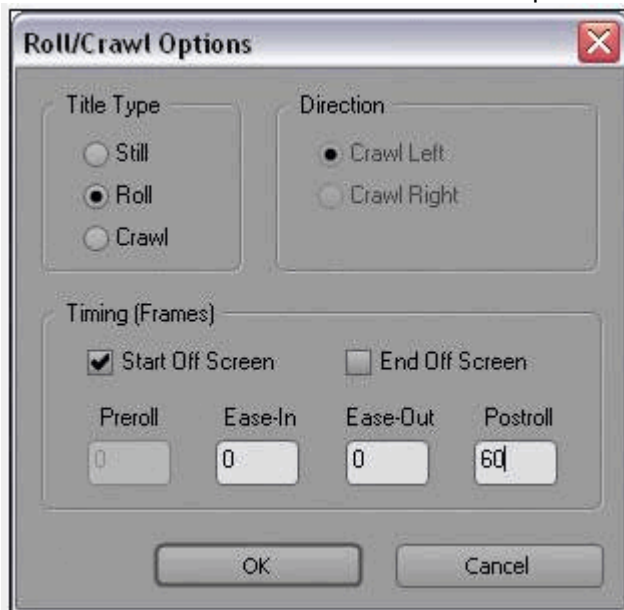 Roll/Crawl Options
Title Type
Direction
Still
Crawl Left
Roll
Crawl Right
Crawl
Timing (Frames)
Start Off Screen
End Off Screen
Preroll Ease-In Ease-Out Postroll
0 0 0 60
OK Cancel